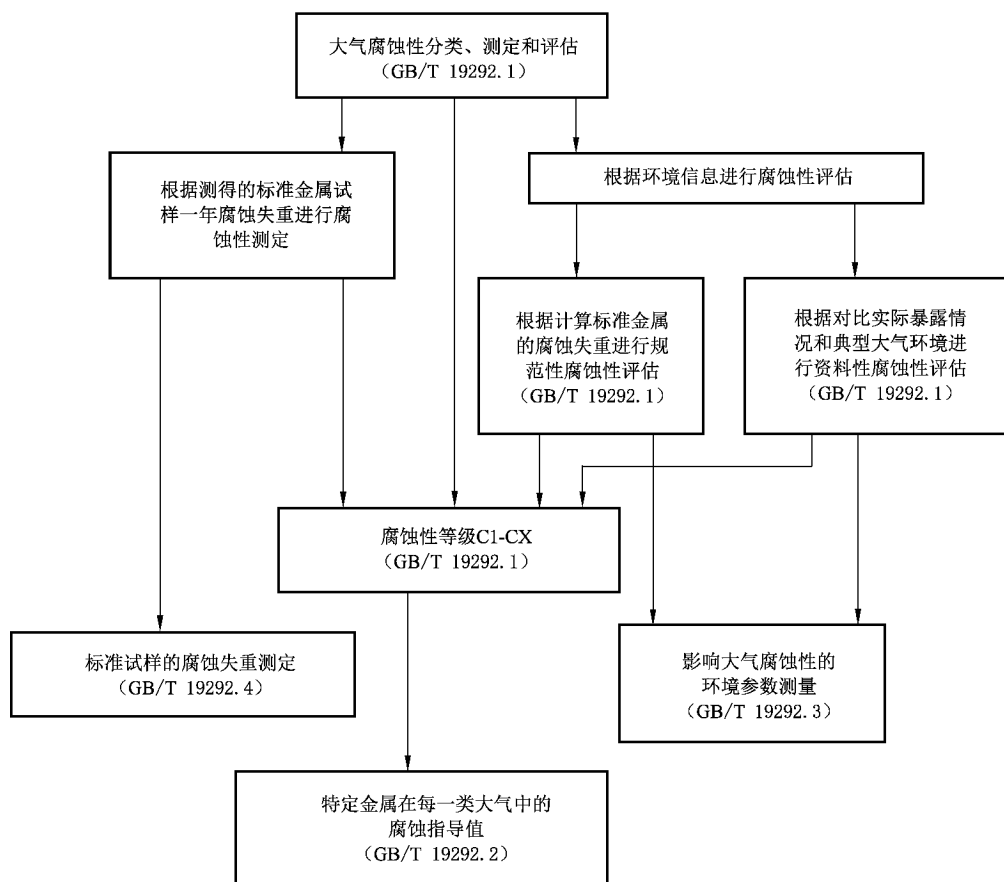 大气腐蚀性分类、测定和评估
（GB/T 19292.1）
根据测得的标准金属试
样一年腐蚀失重进行腐
蚀性测定
根据环境信息进行腐蚀性评估
根据计算标准金属
的腐蚀失重进行规
范性腐蚀性评估
（GB/T 19292.1）
根据对比实际暴露情
况和典型大气环境进
行资料性腐蚀性评估
（GB/T 19292.1）
腐蚀性等级C1-CX
（GB/T 19292.1）
标准试样的腐蚀失重测定
（GB/T 19292.4）
影响大气腐蚀性的
环境参数测量
（GB/T 19292.3）
特定金属在每一类大气中的
腐蚀指导值
（GB/T 19292.2）